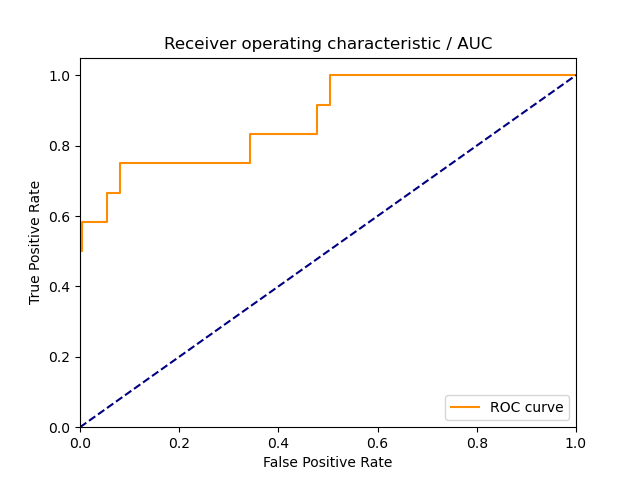 Receiver operating characteristic / AUC
True Positive Rate
1.0
0.8
0.6
0.4
0.2
0.0
0.0 0.2 0.4 0.6 0.8 1.0
False Positive Rate
ROC curve